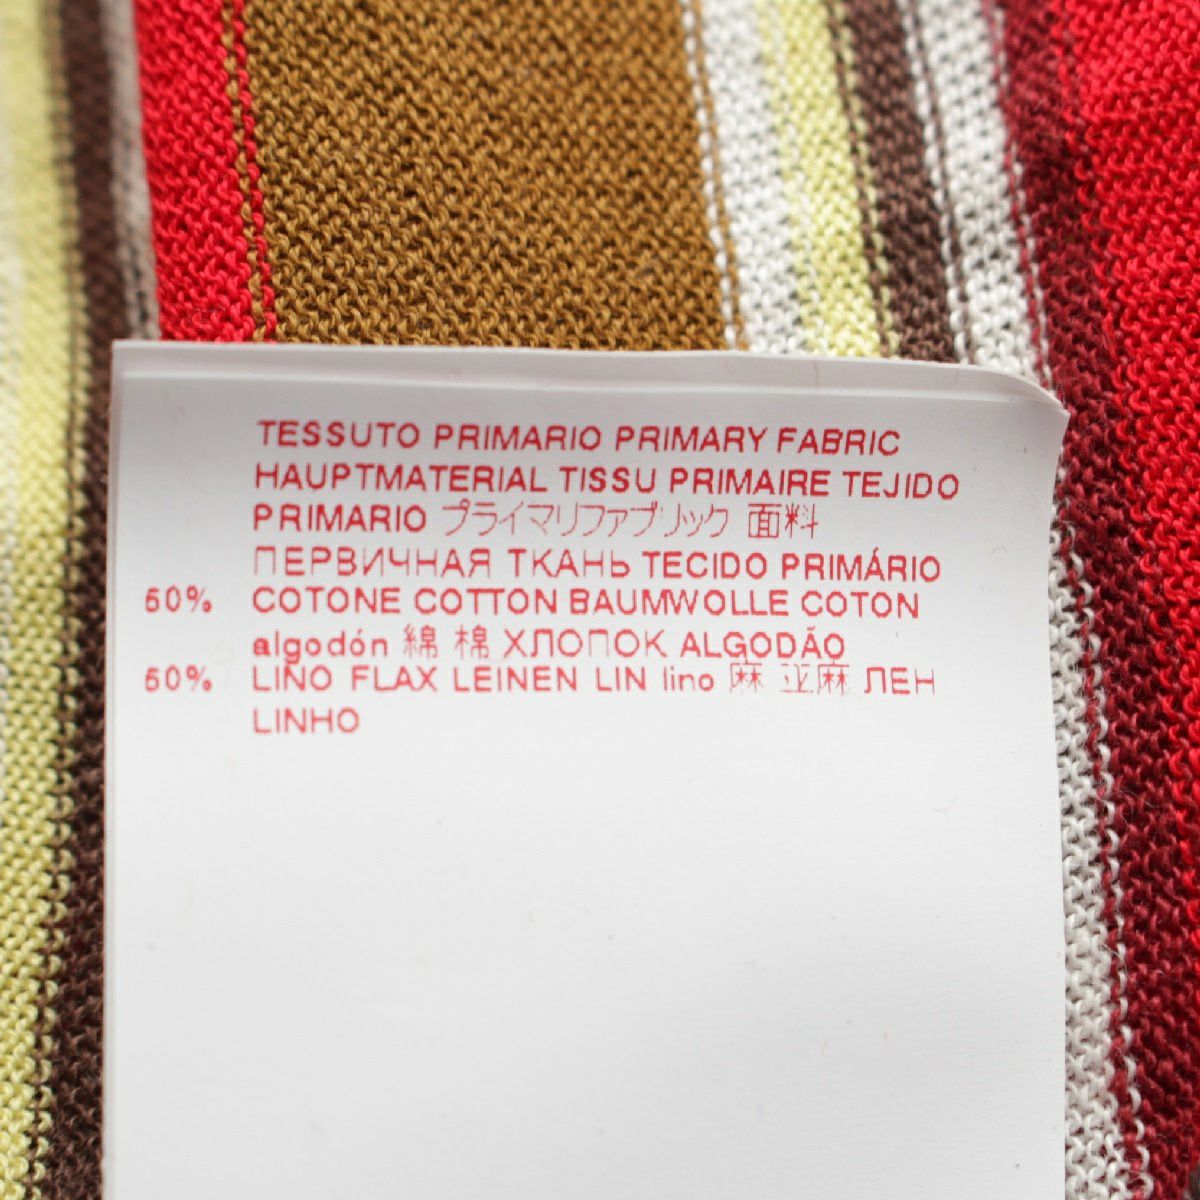 TESSUTO PRIMARIO PRIMARY FABRIC
HAUPTMATERIAL TISSU PRIMAIRE TEJIDO
PRIMARIO プライマリファブリック 面料
ПЕРВИЧНАЯ ТКАНЬ TECIDO PRIMÁRIO
50% COTONE COTTON BAUMWOLLE COTON
algodón 綿 棉 ХЛОПОК ALGODÃO
50% LINO FLAX LEINEN LIN lino 麻 亚麻 ЛЕН
LINHO